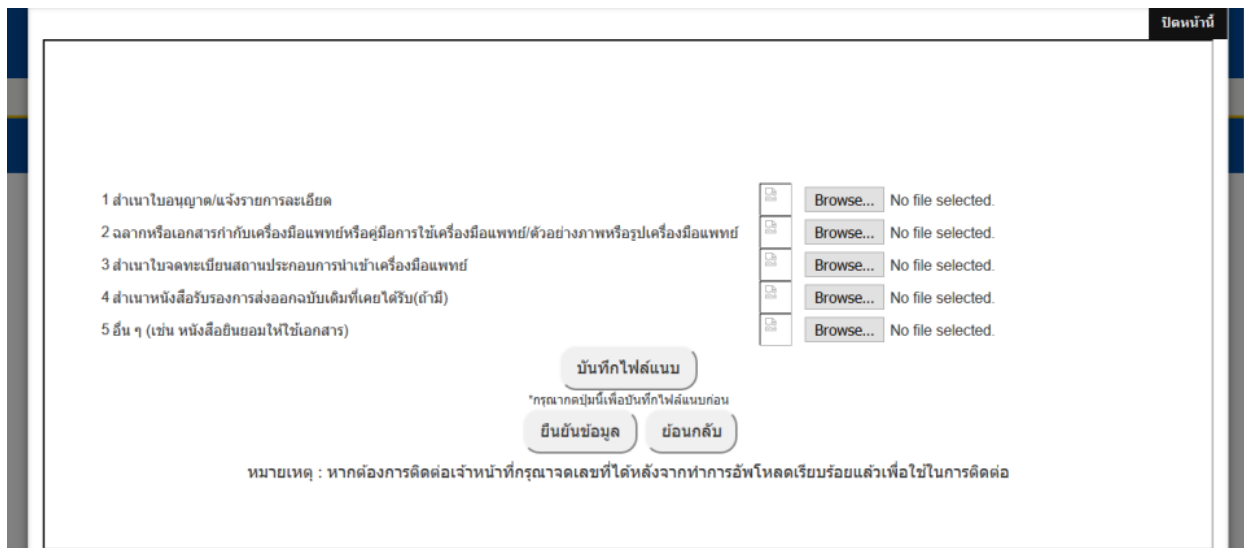 ปิดหน้านี้
1 สำเนาใบอนุญาต/แจ้งรายการละเอียด Browse... No file selected.
2 ฉลากหรือเอกสารกำกับเครื่องมือแพทย์หรือคู่มือการใช้เครื่องมือแพทย์/ตัวอย่างภาพหรือรูปเครื่องมือแพทย์ Browse... No file selected.
3 สำเนาใบจดทะเบียนสถานประกอบการนำเข้าเครื่องมือแพทย์ Browse... No file selected.
4 สำเนาหนังสือรับรองการส่งออกฉบับเดิมที่เคยได้รับ(ถ้ามี) Browse... No file selected.
5 อื่น ๆ (เช่น หนังสือยินยอมให้ใช้เอกสาร) Browse... No file selected.
บันทึกไฟล์แนบ
*กรุณากดปุ่มนี้เพื่อบันทึกไฟล์แนบก่อน
ยืนยันข้อมูล ย้อนกลับ
หมายเหตุ : หากต้องการติดต่อเจ้าหน้าที่กรุณาจดเลขที่ได้หลังจากทำการอัพโหลดเรียบร้อยแล้วเพื่อใช้ในการติดต่อ